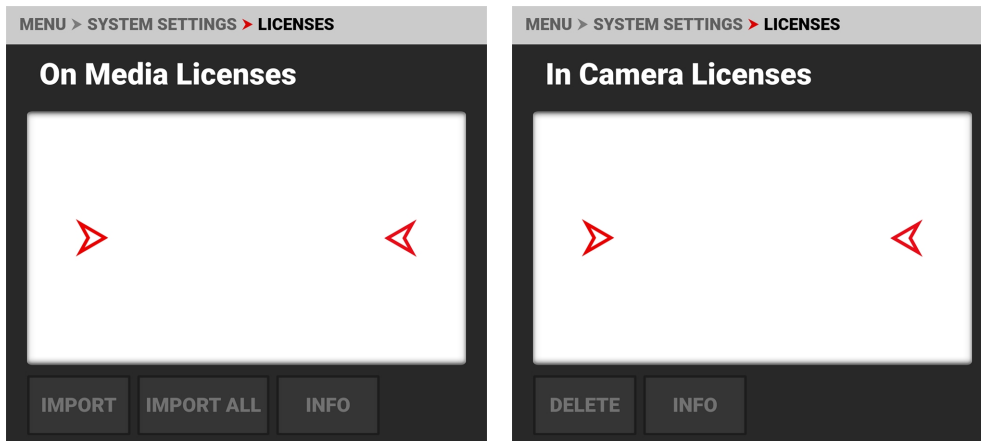 MENU > SYSTEM SETTINGS > LICENSES
On Media Licenses
IMPORT IMPORT ALL INFO
MENU > SYSTEM SETTINGS > LICENSES
In Camera Licenses
DELETE INFO